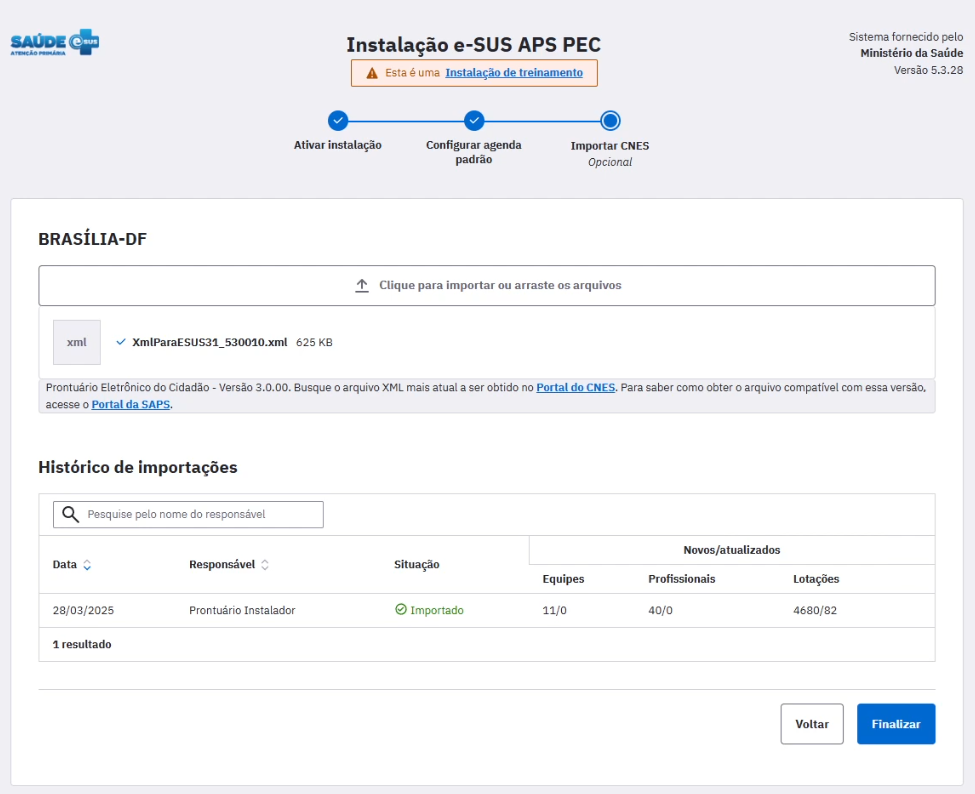 SAÚDE e-SUS
ATENÇÃO PRIMÁRIA
Instalação e-SUS APS PEC
Esta é uma Instalação de treinamento
Sistema fornecido pelo
Ministério da Saúde
Versão 5.3.28
Ativar instalação
Configurar agenda
padrão
Importar CNES
Opcional
BRASÍLIA-DF
Clique para importar ou arraste os arquivos
xml XmlParaESUS31_530010.xml 625 KB
Prontuário Eletrônico do Cidadão - Versão 3.0.00. Busque o arquivo XML mais atual a ser obtido no Portal do CNES. Para saber como obter o arquivo compatível com essa versão,
acesse o Portal da SAPS.
Histórico de importações
Pesquise pelo nome do responsável
Data Responsável Situação Novos/atualizados
Equipes Profissionais Lotações
28/03/2025 Prontuário Instalador Importado 11/0 40/0 4680/82
1 resultado
Voltar Finalizar